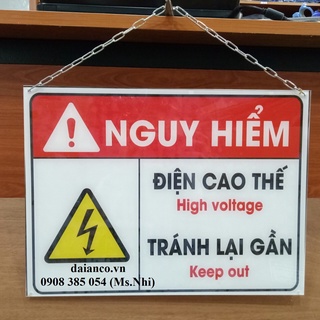 NGUY HIỂM
ĐIỆN CAO THẾ
High voltage
TRÁNH LẠI GẦN
Keep out
daianco.vn
0908 385 054 (Ms.Nhi)